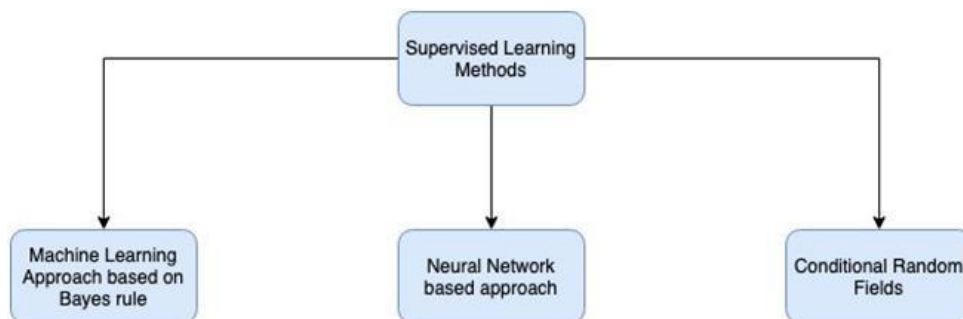 Supervised Learning
Methods
Machine Learning
Approach based on
Bayes rule
Neural Network
based approach
Conditional Random
Fields